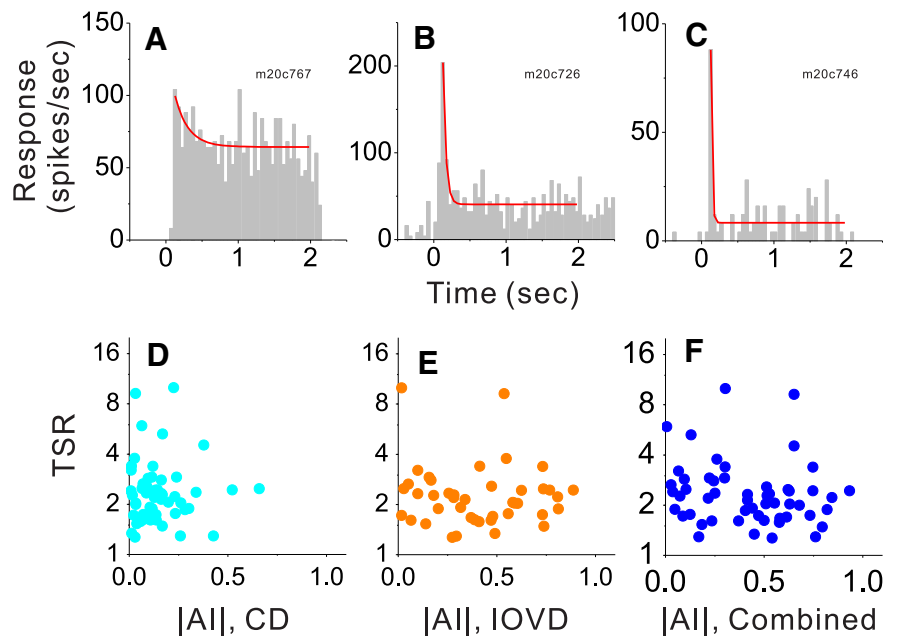 A
B
C
m20c767
m20c726
m20c746
Response
(spikes/sec)
150
100
50
0
200
100
0
100
50
0
0 1 2
0 1 2
0 1 2
Time (sec)
D
E
F
TSR
16
8
4
2
1
16
8
4
2
1
16
8
4
2
1
0.0 0.5 1.0
0.0 0.5 1.0
0.0 0.5 1.0
|AI|, CD
|AI|, IOVD
|AI|, Combined